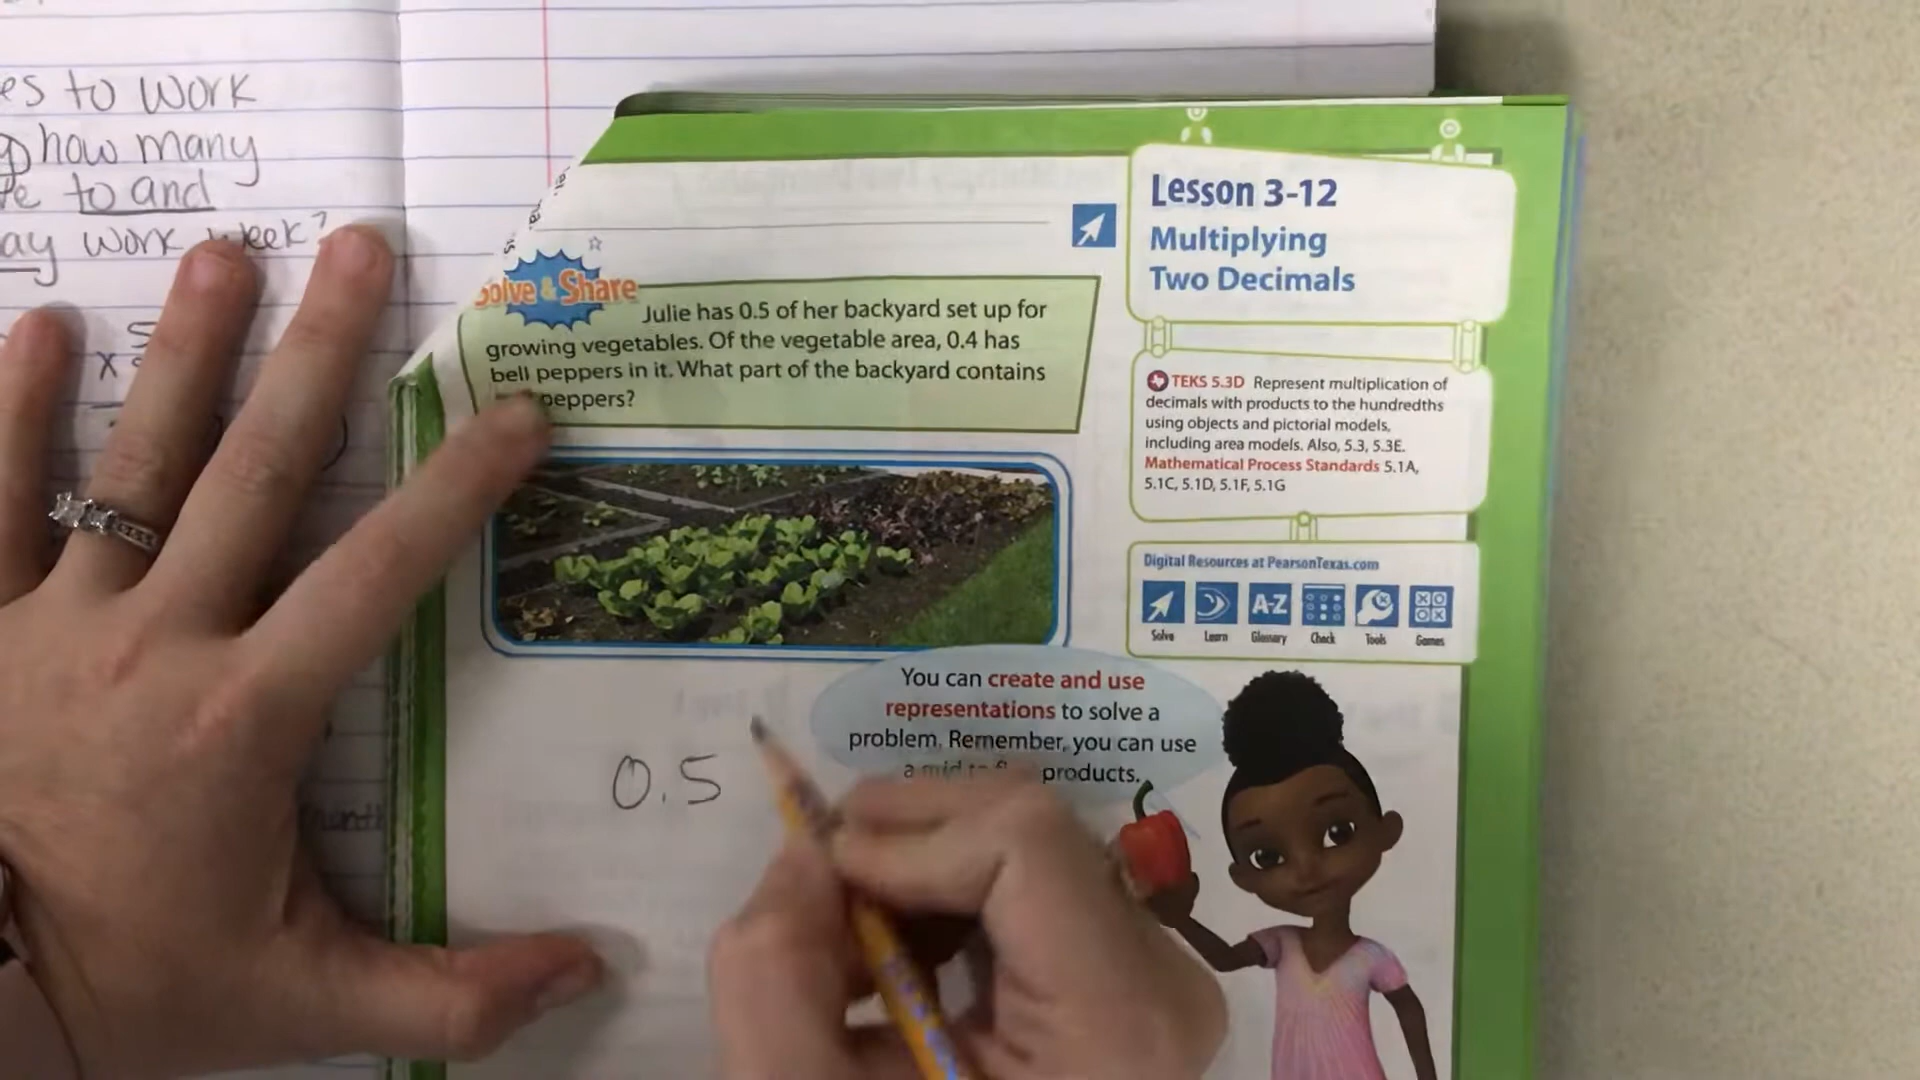 es to work
how many
to and
ay work week?
x 5
Lesson 3-12
Multiplying
Two Decimals
Solve & Share
Julie has 0.5 of her backyard set up for
growing vegetables. Of the vegetable area, 0.4 has
bell peppers in it. What part of the backyard contains
peppers?
TEKS 5.3D Represent multiplication of
decimals with products to the hundredths
using objects and pictorial models,
including area models. Also, 5.3, 5.3E.
Mathematical Process Standards 5.1A,
5.1C, 5.1D, 5.1F, 5.1G
Digital Resources at PearsonTexas.com
A-Z
Solve Learn Glossary Check Tools Games
You can create and use
representations to solve a
problem. Remember, you can use
a products.
0.5